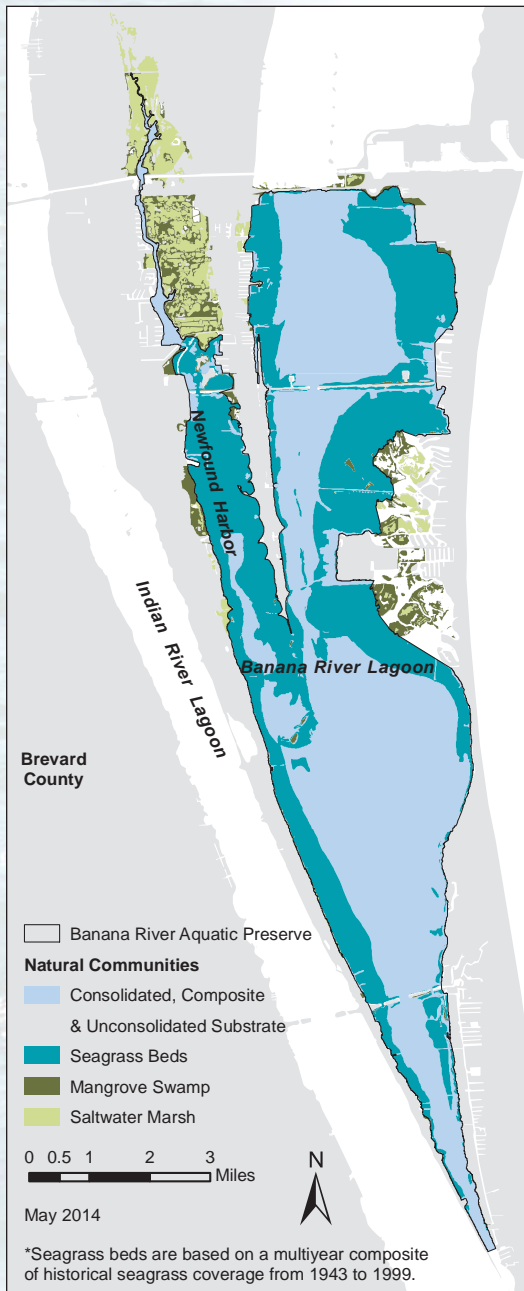 Newfound Harbor
Indian River Lagoon
Banana River Lagoon
Brevard
County
Banana River Aquatic Preserve
Natural Communities
Consolidated, Composite
& Unconsolidated Substrate
Seagrass Beds
Mangrove Swamp
Saltwater Marsh
0 0.5 1 2 3
Miles
N
May 2014
*Seagrass beds are based on a multiyear composite
of historical seagrass coverage from 1943 to 1999.